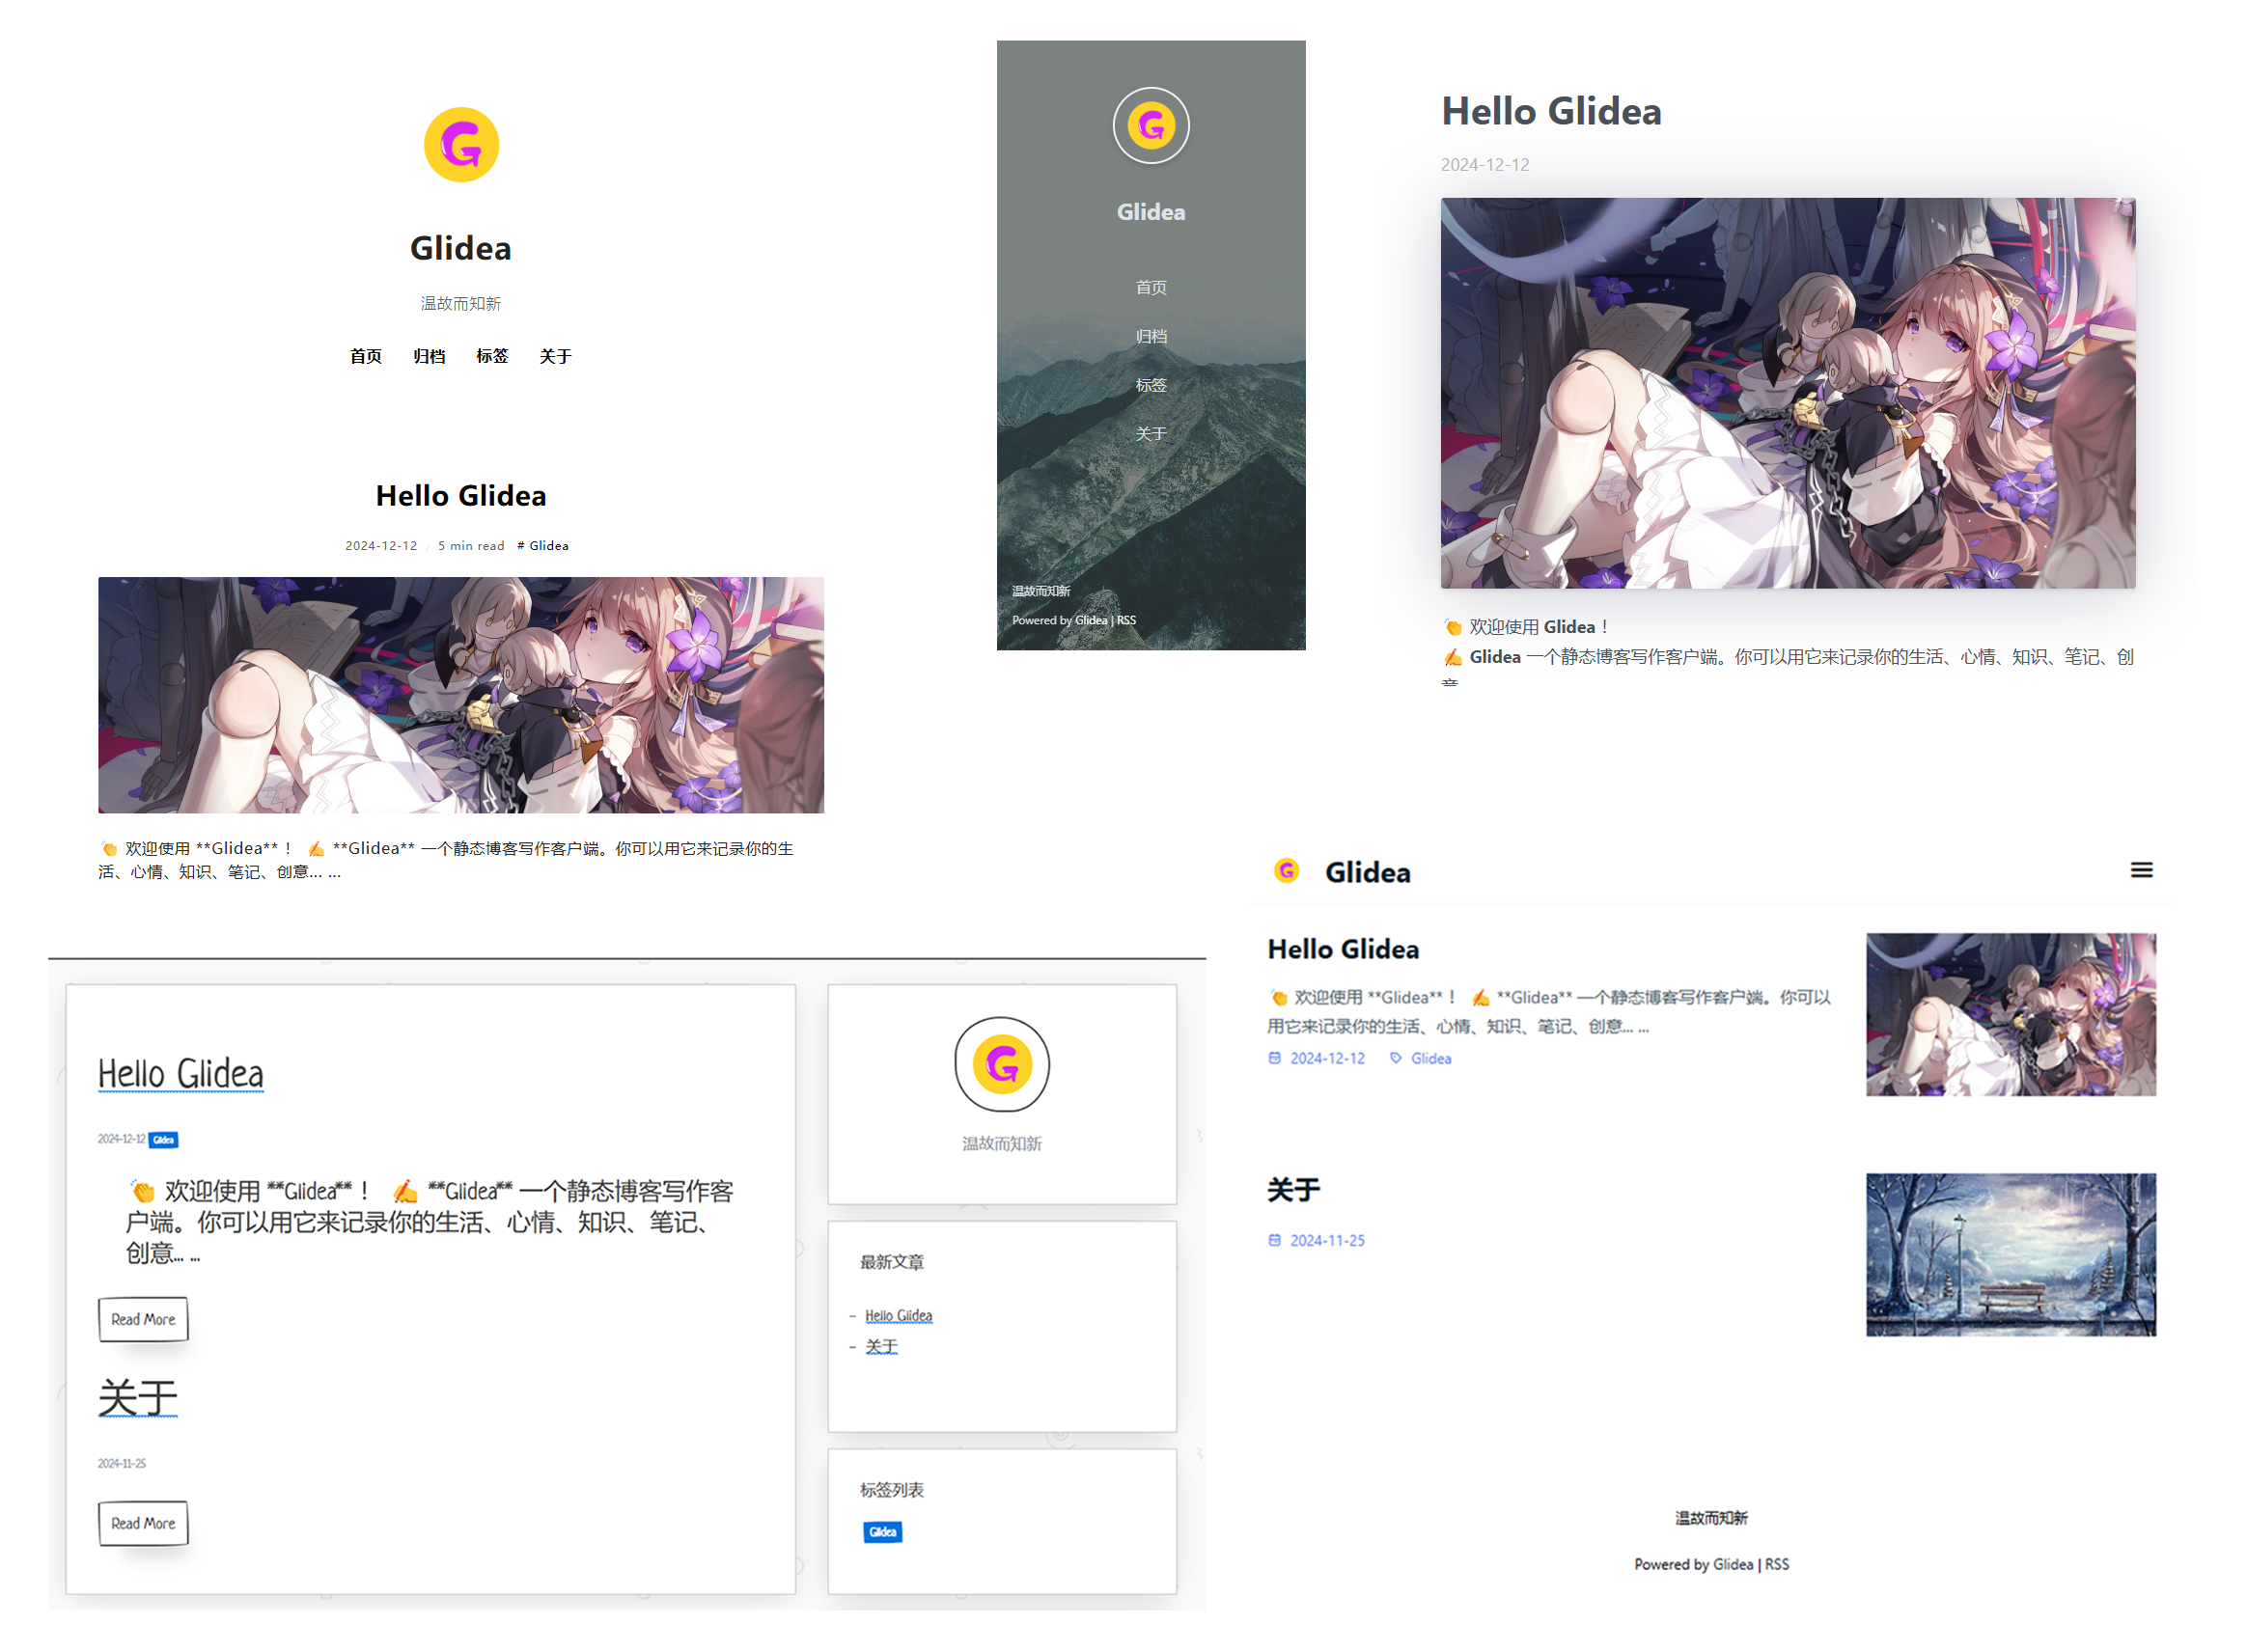 Glidea
温故而知新
首页 归档 标签 关于
Hello Glidea
2024-12-12 / 5 min read # Glidea
👏 欢迎使用 **Glidea** ！ ✍️ **Glidea** 一个静态博客写作客户端。你可以用它来记录你的生
活、心情、知识、笔记、创意... ...
Glidea
首页
归档
标签
关于
温故而知新
Powered by Glidea | RSS
Hello Glidea
2024-12-12
👏 欢迎使用 Glidea ！
✍️ Glidea 一个静态博客写作客户端。你可以用它来记录你的生活、心情、知识、笔记、创
Hello Glidea
2024-12-12 Glidea
👏 欢迎使用 **Glidea** ！ ✍️ **Glidea** 一个静态博客写作客
户端。你可以用它来记录你的生活、心情、知识、笔记、
创意... ...
Read More
关于
2024-11-25
Read More
温故而知新
最新文章
- Hello Glidea
- 关于
标签列表
Glidea
Glidea
Hello Glidea
👏 欢迎使用 **Glidea** ！ ✍️ **Glidea** 一个静态博客写作客户端。你可以
用它来记录你的生活、心情、知识、笔记、创意... ...
2024-12-12 Glidea
关于
2024-11-25
温故而知新
Powered by Glidea | RSS